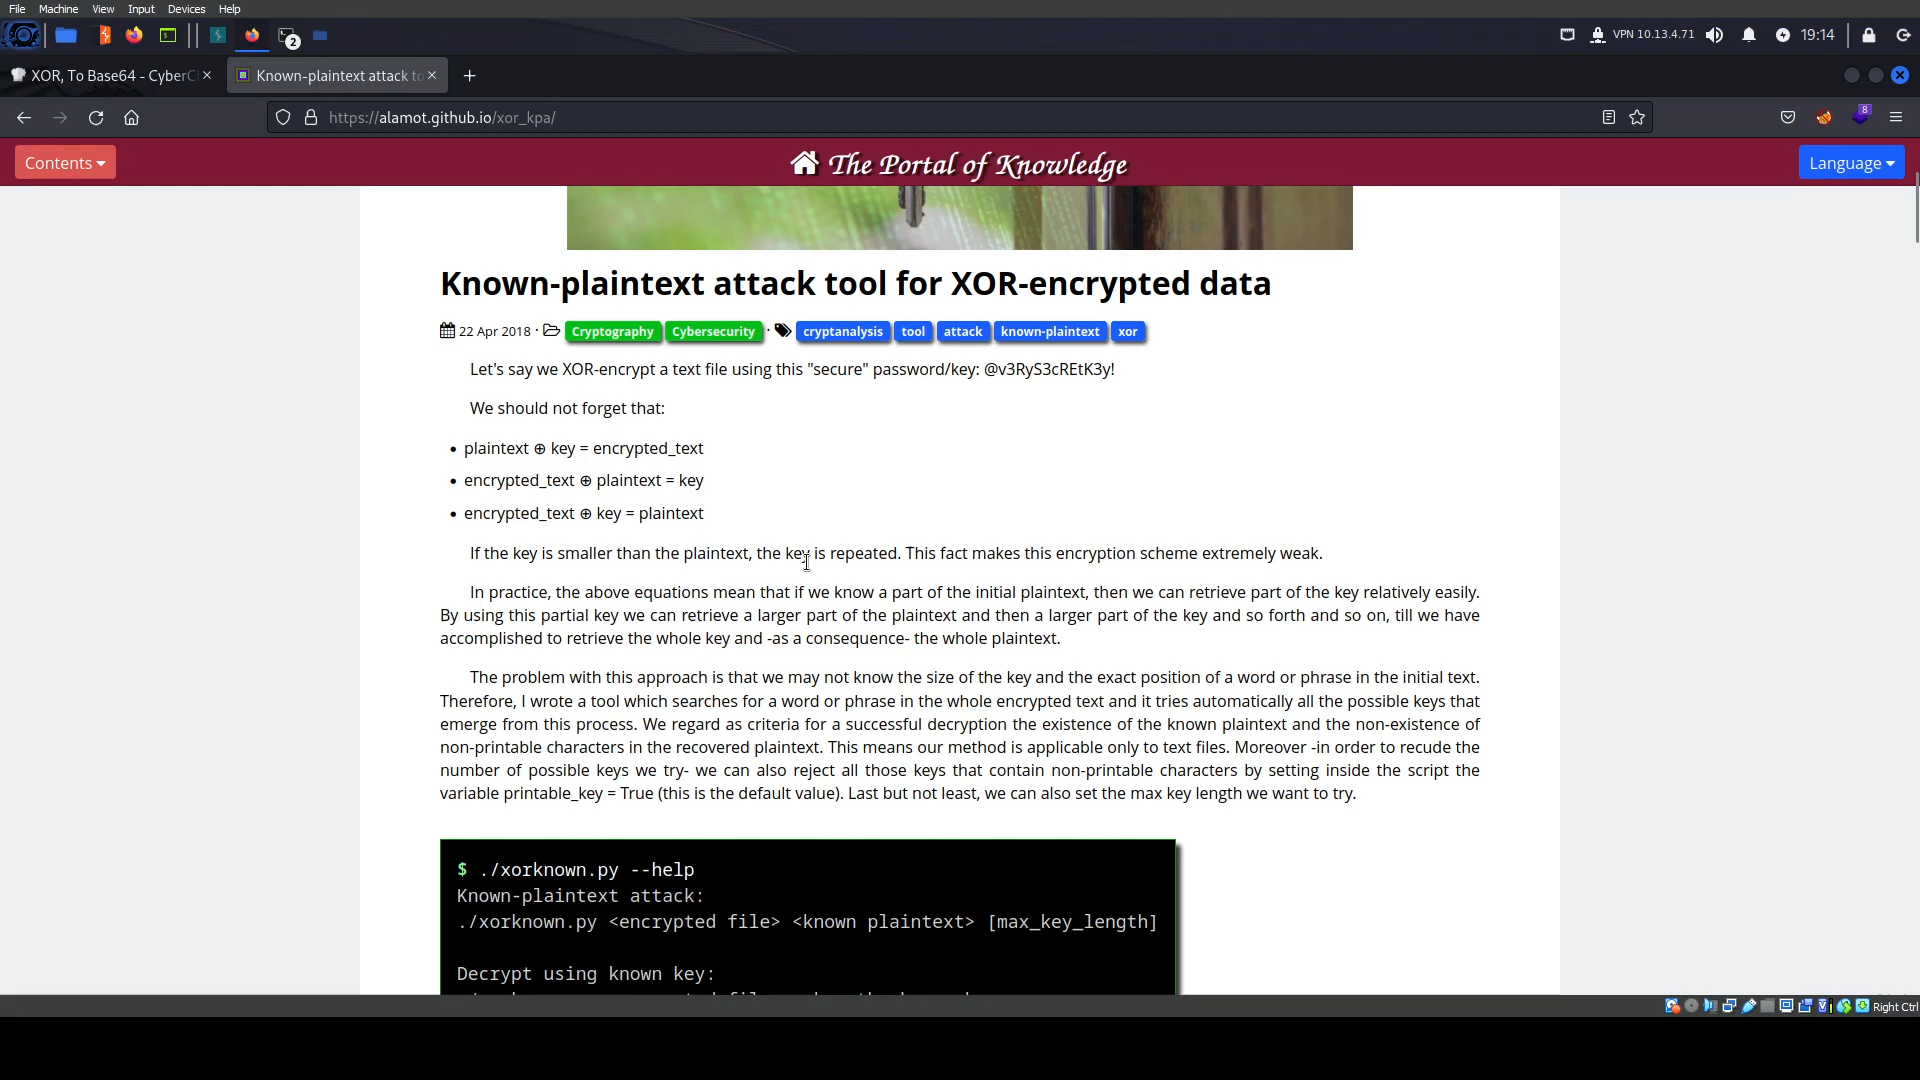 File Machine View Input Devices Help
2
VPN 10.13.4.71
19:14
XOR, To Base64 - CyberC
Known-plaintext attack to
https://alamot.github.io/xor_kpa/
8
Contents
The Portal of Knowledge
Language
Known-plaintext attack tool for XOR-encrypted data
22 Apr 2018 · Cryptography Cybersecurity · cryptanalysis tool attack known-plaintext xor
Let's say we XOR-encrypt a text file using this "secure" password/key: @v3RyS3cREtK3y!
We should not forget that:
• plaintext ⊕ key = encrypted_text
• encrypted_text ⊕ plaintext = key
• encrypted_text ⊕ key = plaintext
If the key is smaller than the plaintext, the key is repeated. This fact makes this encryption scheme extremely weak.
In practice, the above equations mean that if we know a part of the initial plaintext, then we can retrieve part of the key relatively easily.
By using this partial key we can retrieve a larger part of the plaintext and then a larger part of the key and so forth and so on, till we have
accomplished to retrieve the whole key and -as a consequence- the whole plaintext.
The problem with this approach is that we may not know the size of the key and the exact position of a word or phrase in the initial text.
Therefore, I wrote a tool which searches for a word or phrase in the whole encrypted text and it tries automatically all the possible keys that
emerge from this process. We regard as criteria for a successful decryption the existence of the known plaintext and the non-existence of
non-printable characters in the recovered plaintext. This means our method is applicable only to text files. Moreover -in order to recude the
number of possible keys we try- we can also reject all those keys that contain non-printable characters by setting inside the script the
variable printable_key = True (this is the default value). Last but not least, we can also set the max key length we want to try.
$ ./xorknown.py --help
Known-plaintext attack:
./xorknown.py <encrypted file> <known plaintext> [max_key_length]
Decrypt using known key:
Right Ctrl